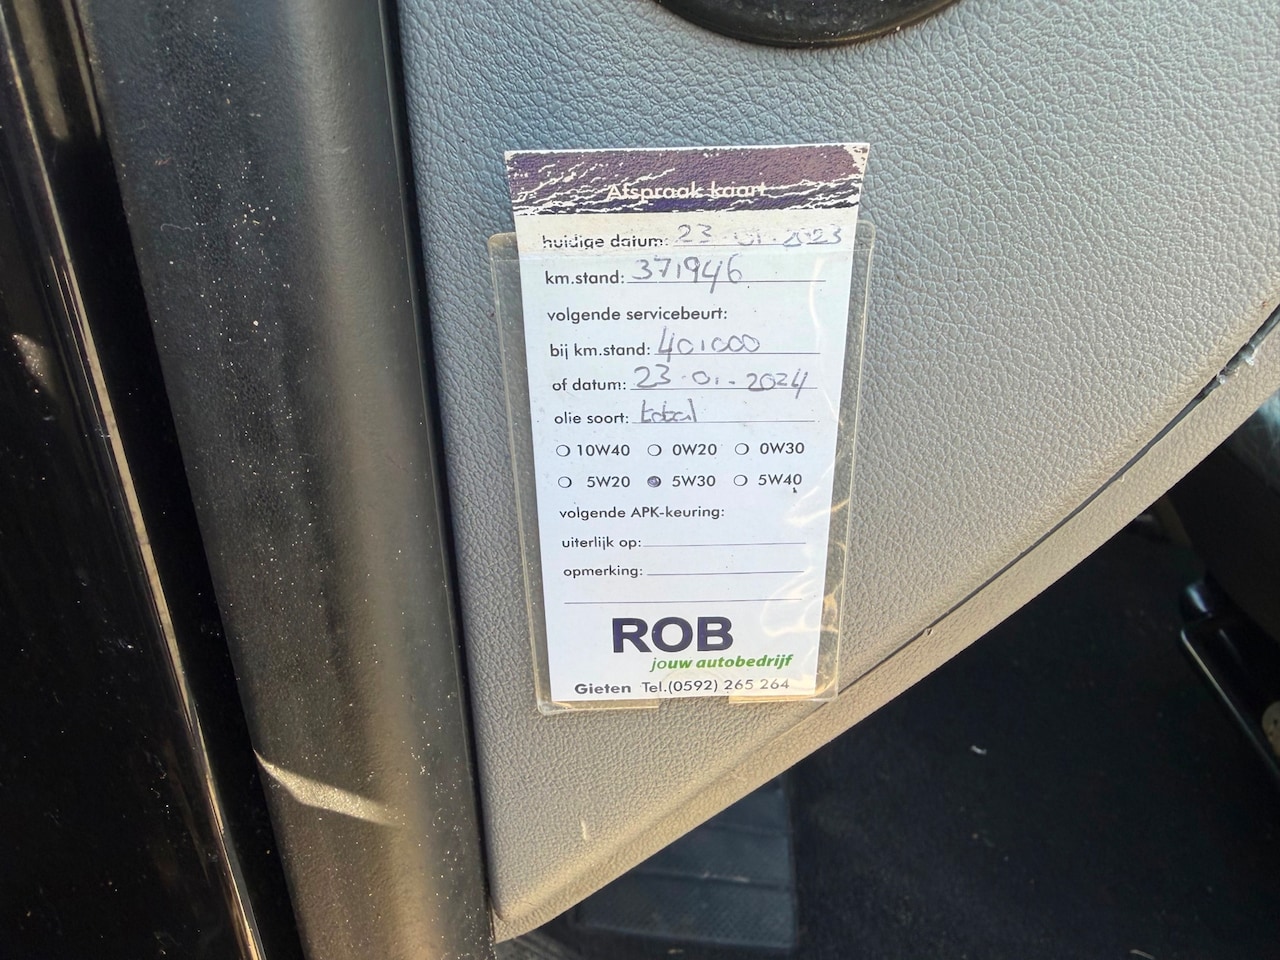 Afspraak kaart
huidige datum: 23 - 01 - 2023
km.stand: 371946
volgende servicebeurt:
bij km.stand: 401000
of datum: 23 - 01 - 2024
olie soort: total
10W40 0W20 0W30
5W20 5W30 5W40
volgende APK-keuring:
uiterlijk op:
opmerking:
ROB
jouw autobedrijf
Gieten Tel.(0592) 265 264